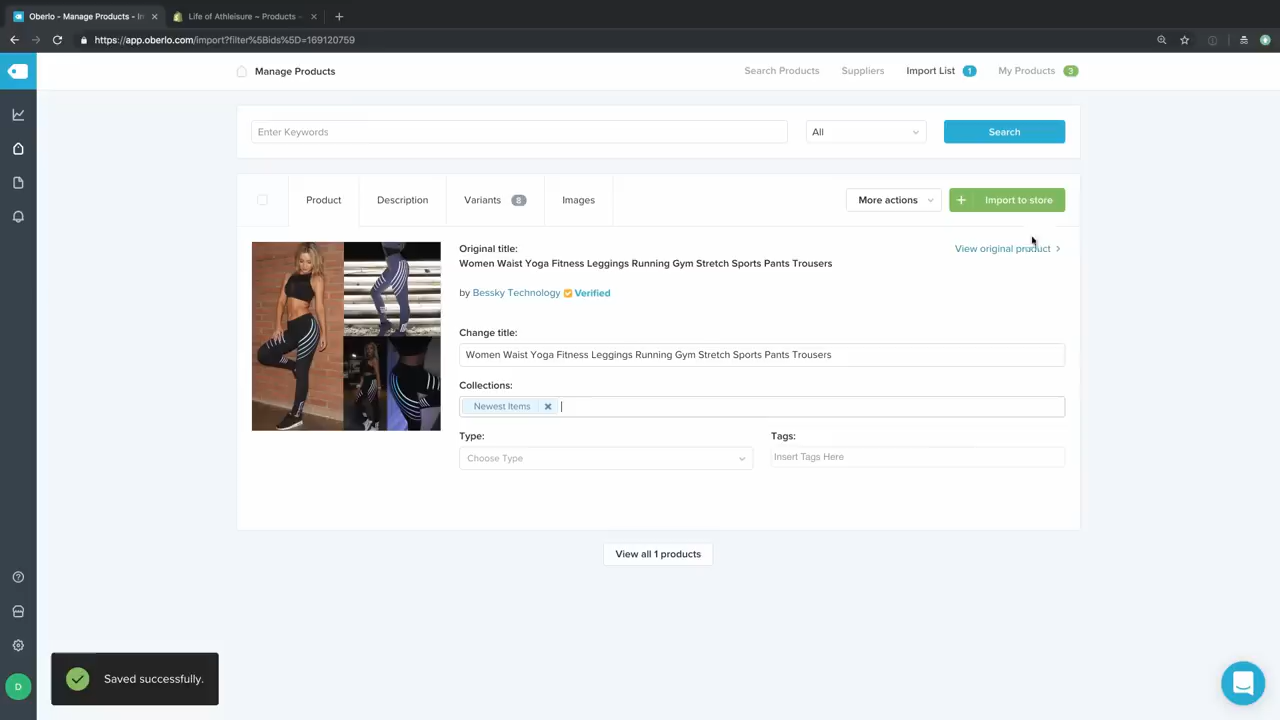 Oberlo - Manage Products - In
Life of Athleisure – Products –
https://app.oberlo.com/import?filter%5Bids%5D=169120759
Manage Products
Search Products
Suppliers
Import List 1
My Products 3
Enter Keywords
All
Search
Product
Description
Variants 8
Images
More actions
+ Import to store
Original title:
View original product >
Women Waist Yoga Fitness Leggings Running Gym Stretch Sports Pants Trousers
by Bessky Technology Verified
Change title:
Women Waist Yoga Fitness Leggings Running Gym Stretch Sports Pants Trousers
Collections:
Newest Items
Type:
Tags:
Choose Type
Insert Tags Here
View all 1 products
Saved successfully.
D